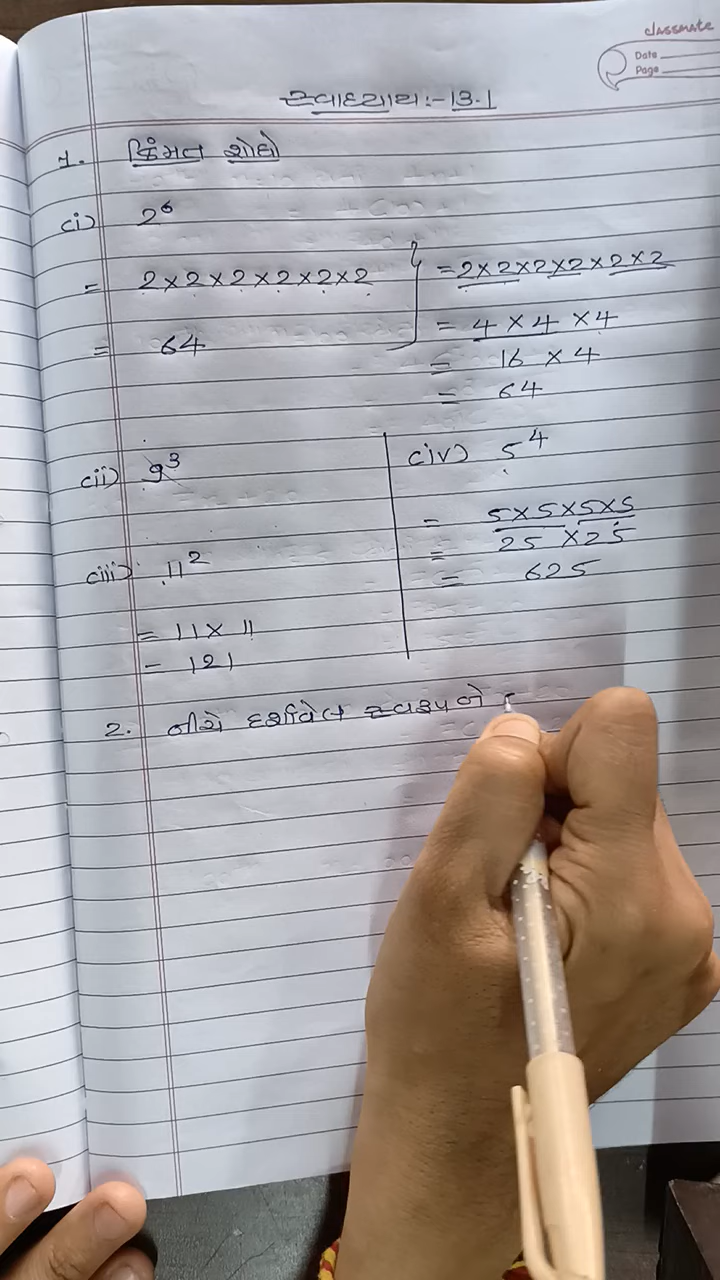 classmate
Date
Page
સ્વાધ્યાય:- 13.1
1. કિંમત શોધો
(i) 2⁶
= 2×2×2×2×2×2
= 64
= 2×2×2×2×2×2
= 4×4×4
= 16×4
= 64
(ii) 9³
(iii) 11²
= 11×11
= 121
(iv) 5⁴
= 5×5×5×5
= 25×25
= 625
2. નીચે દર્શાવેલ સ્વરૂપને